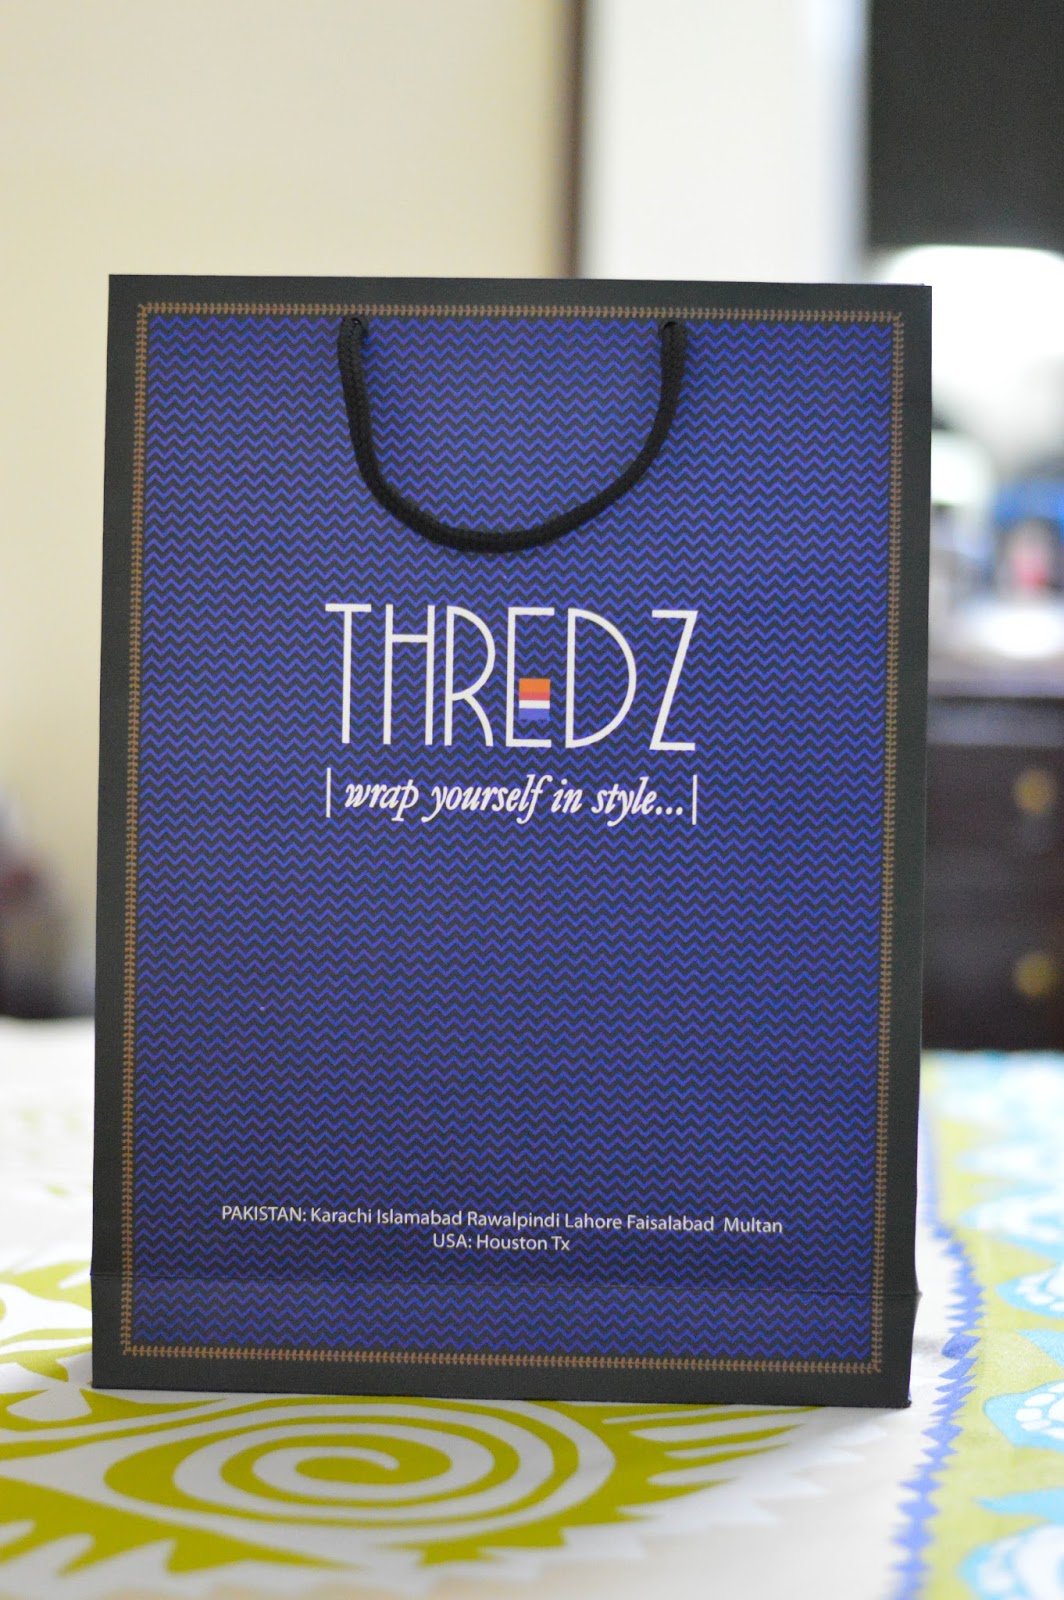 THREDZ
| wrap yourself in style... |
PAKISTAN: Karachi Islamabad Rawalpindi Lahore Faisalabad Multan
USA: Houston Tx